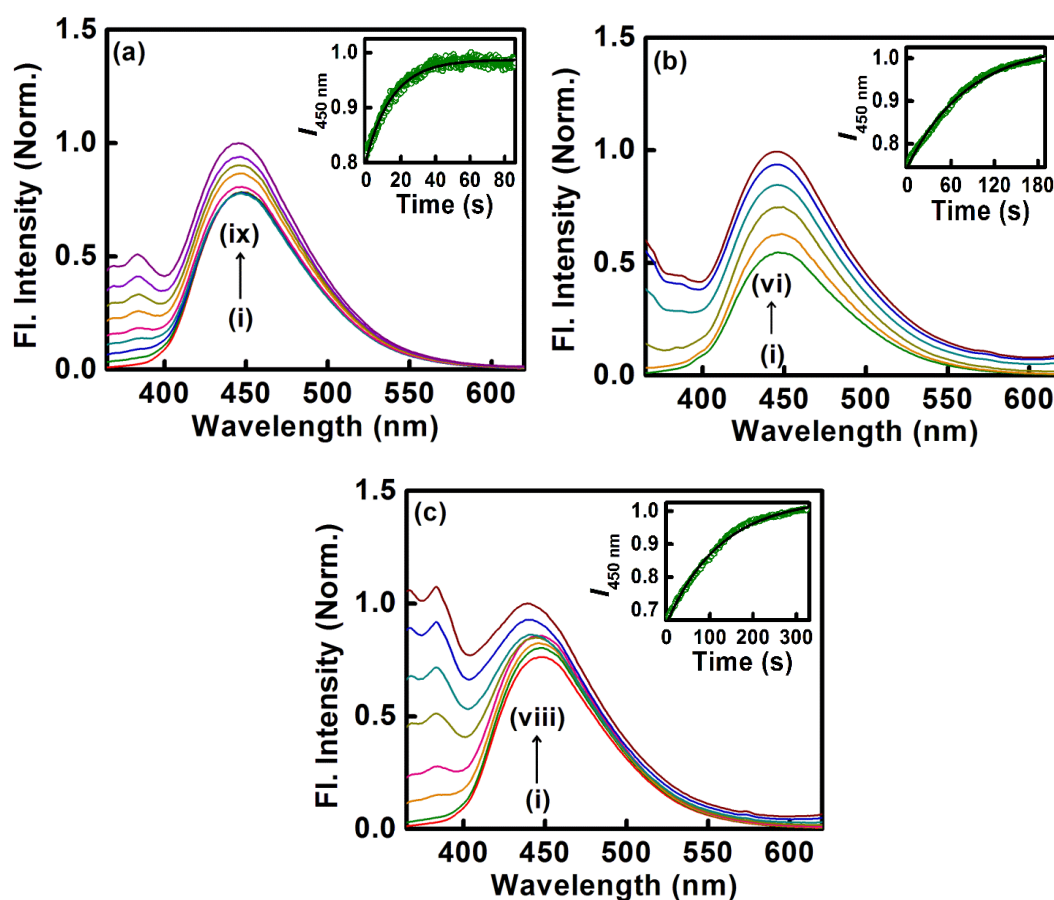 (a)
Fl. Intensity (Norm.)
1.5
1.0
0.5
0.0
(ix)
(i)
400 450 500 550 600
Wavelength (nm)
I450 nm
1.0
0.9
0.8
0 20 40 60 80
Time (s)
(b)
Fl. Intensity (Norm.)
1.5
1.0
0.5
0.0
(vi)
(i)
400 450 500 550 600
Wavelength (nm)
I450 nm
1.0
0.9
0.8
0 60 120 180
Time (s)
(c)
Fl. Intensity (Norm.)
1.5
1.0
0.5
0.0
(viii)
(i)
400 450 500 550 600
Wavelength (nm)
I450 nm
1.0
0.9
0.8
0.7
0 100 200 300
Time (s)